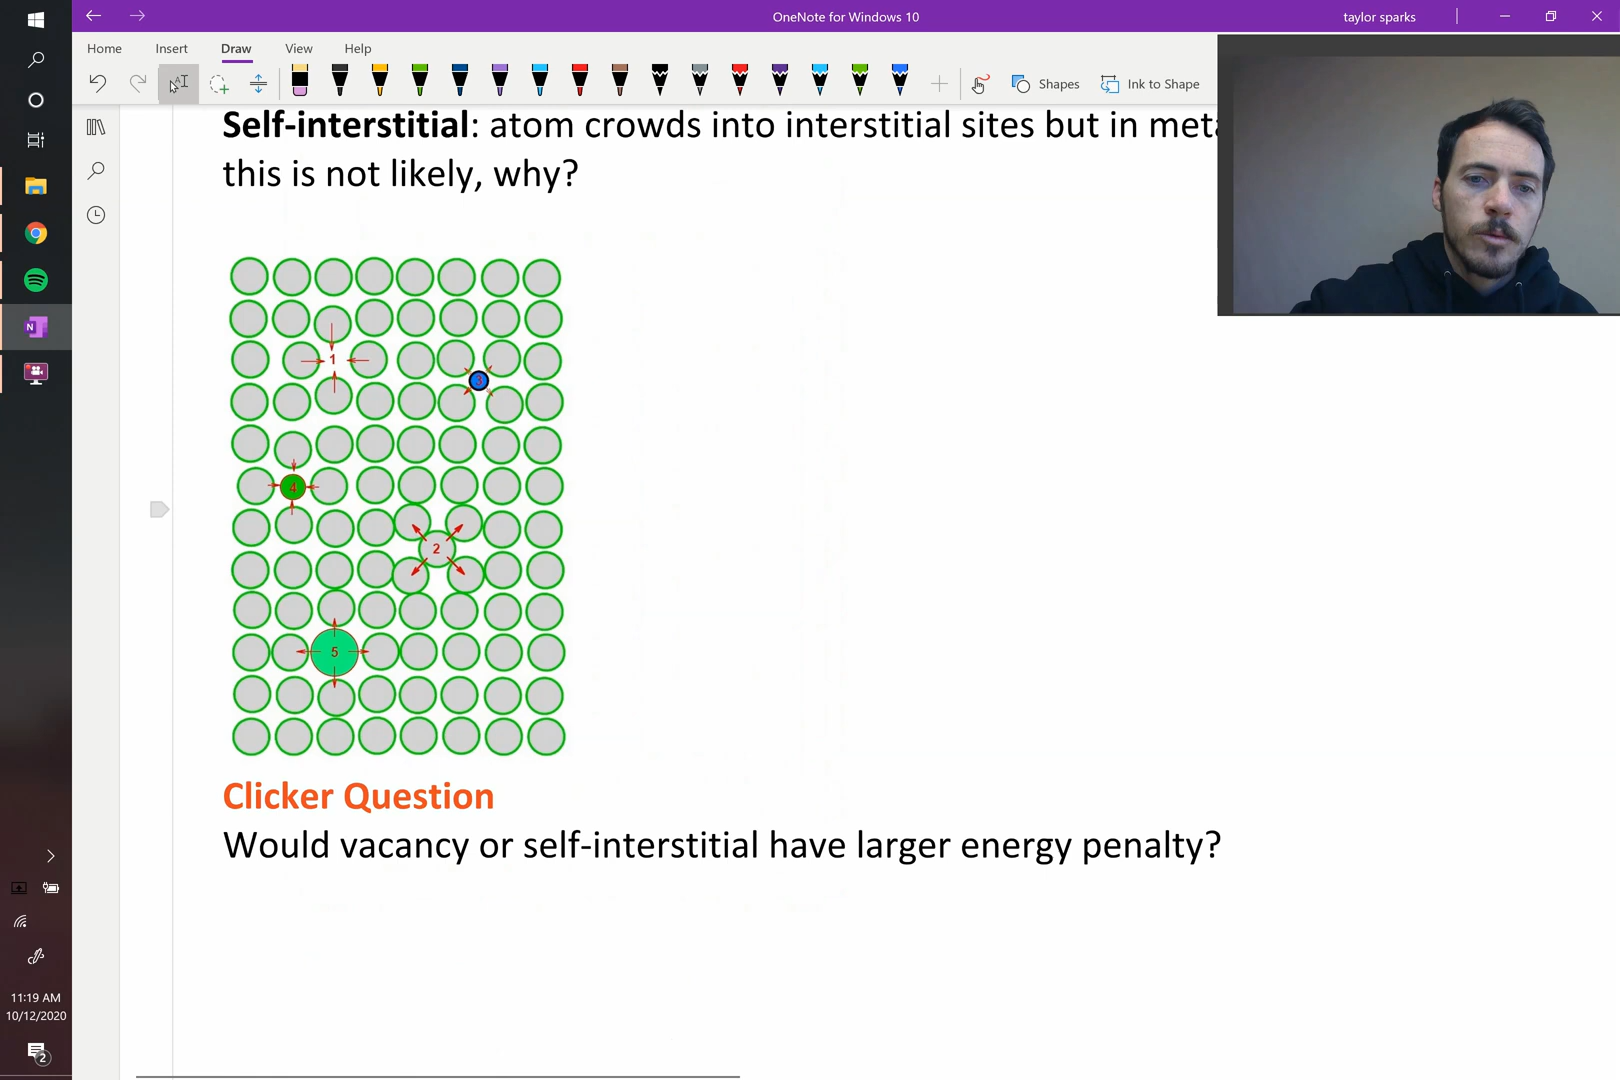 OneNote for Windows 10
taylor sparks
Home Insert Draw View Help
Shapes
Ink to Shape
Self-interstitial: atom crowds into interstitial sites but in meta
this is not likely, why?
1
3
4
2
5
Clicker Question
Would vacancy or self-interstitial have larger energy penalty?
11:19 AM
10/12/2020
2